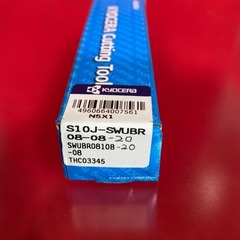 KYOCERA Cutting Tool
KYOCERA
4960664007561
N5X1
S10J-SWUBR
08-08-20
SWUBR0810B-20
-08
THC03345